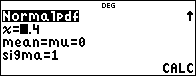 DEG
Normalpdf
x=.4
mean=mu=0
sigma=1
CALC